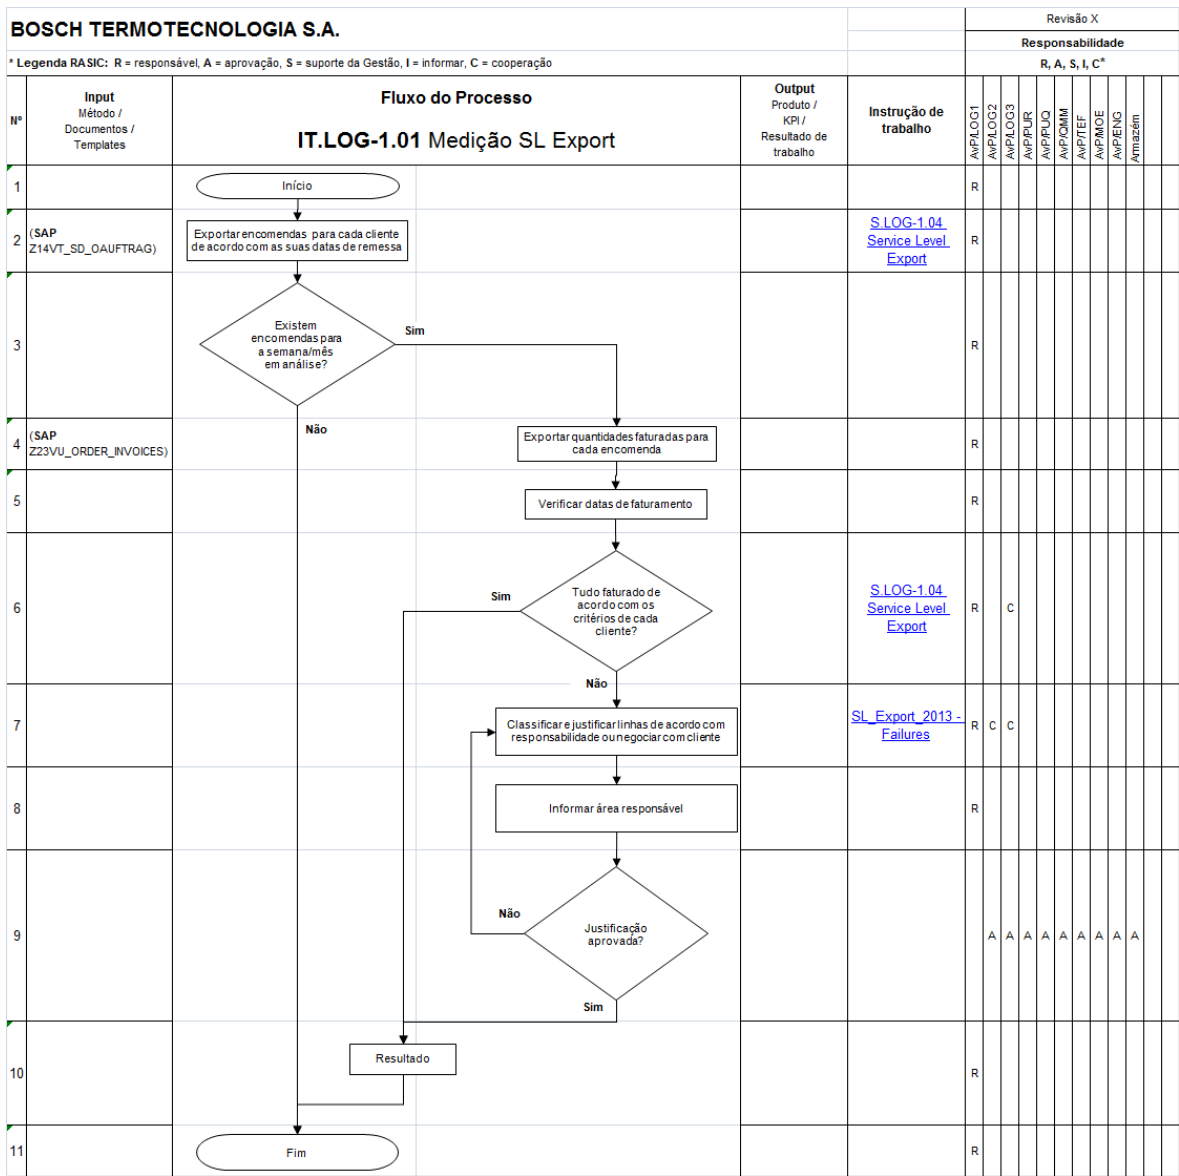 BOSCH TERMOTECNOLOGIA S.A.
Revisão X
Responsabilidade
* Legenda RASIC: R = responsável, A = aprovação, S = suporte da Gestão, I = informar, C = cooperação
R, A, S, I, C*
Nº
Input
Método /
Documentos /
Templates
Fluxo do Processo
IT.LOG-1.01 Medição SL Export
Output
Produto /
KPI /
Resultado de
trabalho
Instrução de
trabalho
AvP/LOG1
AvP/LOG2
AvP/LOG3
AvP/PUR
AvP/PUQ
AvP/QMM
AvP/TEF
AvP/MOE
AvP/ENG
Armazém
1
Início
R
2
(SAP
Z14VT_SD_OAUFTRAG)
Exportar encomendas para cada cliente
de acordo com as suas datas de remessa
S.LOG-1.04
Service Level
Export
R
3
Existem
encomendas para
a semana/mês
em análise?
Sim
R
Não
4
(SAP
Z23VU_ORDER_INVOICES)
Exportar quantidades faturadas para
cada encomenda
R
5
Verificar datas de faturamento
R
6
Sim
Tudo faturado de
acordo com os
critérios de cada
cliente?
S.LOG-1.04
Service Level
Export
R C
Não
7
Classificar e justificar linhas de acordo com
responsabilidade ou negociar com cliente
SL_Export_2013 -
Failures
R C C
8
Informar área responsável
R
9
Não
Justificação
aprovada?
A A A A A A A A A
Sim
10
Resultado
R
11
Fim
R